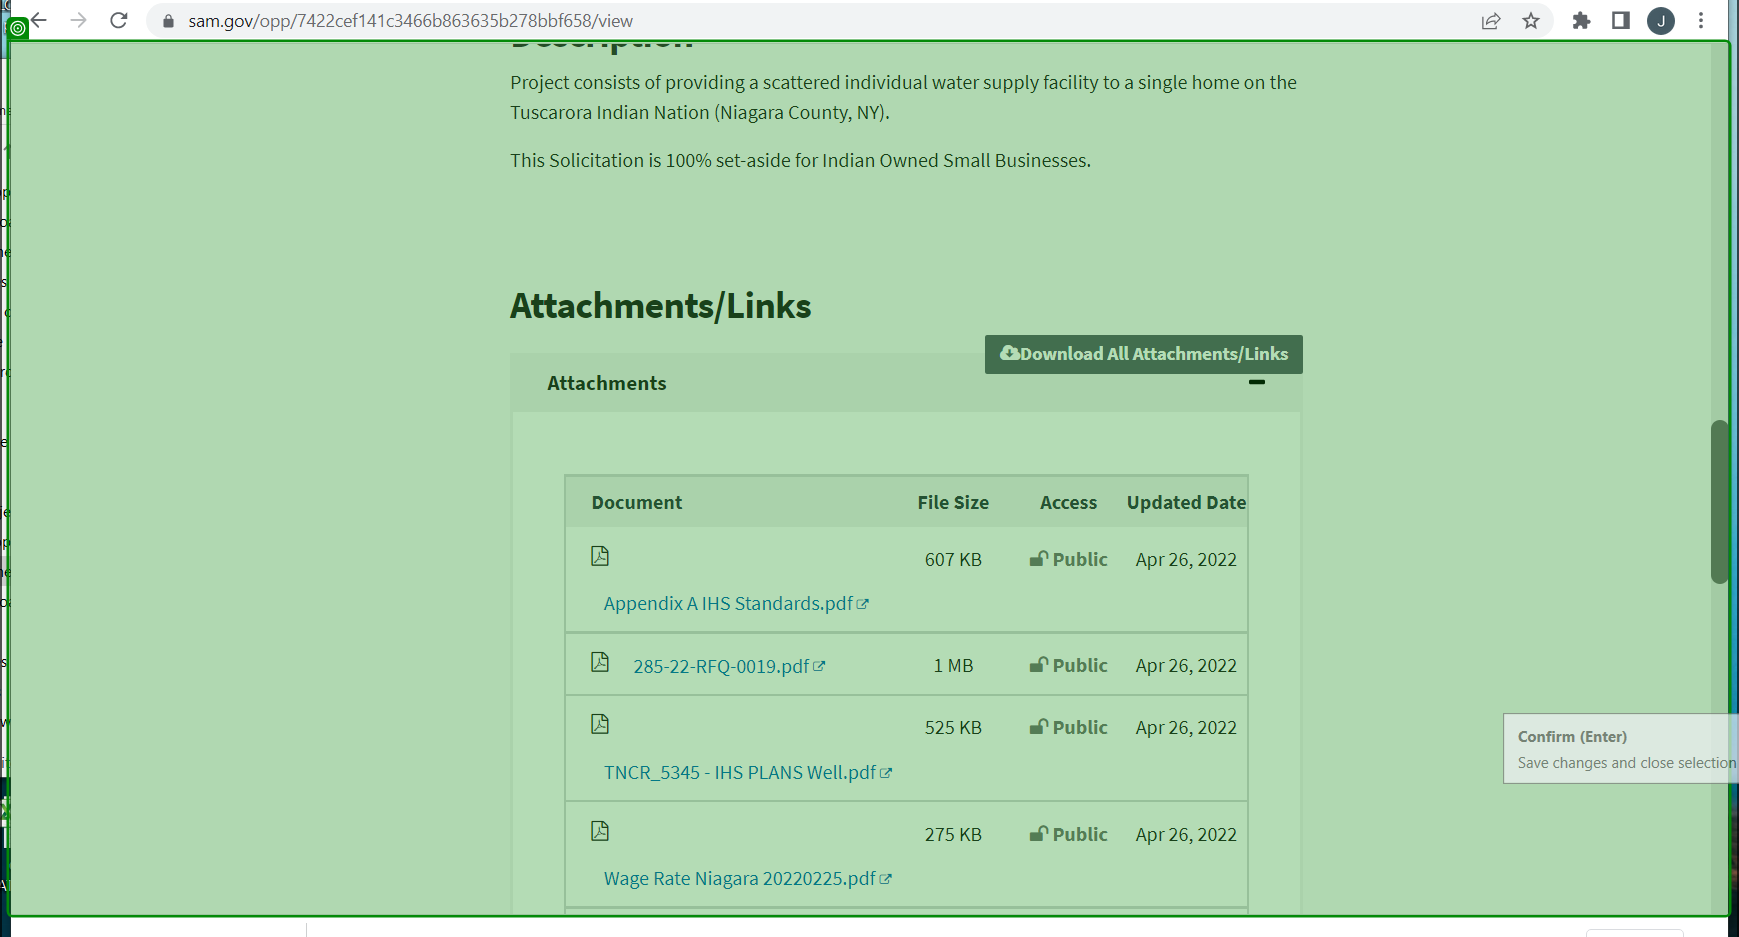 sam.gov/opp/7422cef141c3466b863635b278bbf658/view
J
Project consists of providing a scattered individual water supply facility to a single home on the
Tuscarora Indian Nation (Niagara County, NY).
This Solicitation is 100% set-aside for Indian Owned Small Businesses.
Attachments/Links
Download All Attachments/Links
Attachments
Document File Size Access Updated Date
607 KB Public Apr 26, 2022
Appendix A IHS Standards.pdf
285-22-RFQ-0019.pdf 1 MB Public Apr 26, 2022
525 KB Public Apr 26, 2022
TNCR_5345 - IHS PLANS Well.pdf
Confirm (Enter)
Save changes and close selection
275 KB Public Apr 26, 2022
Wage Rate Niagara 20220225.pdf